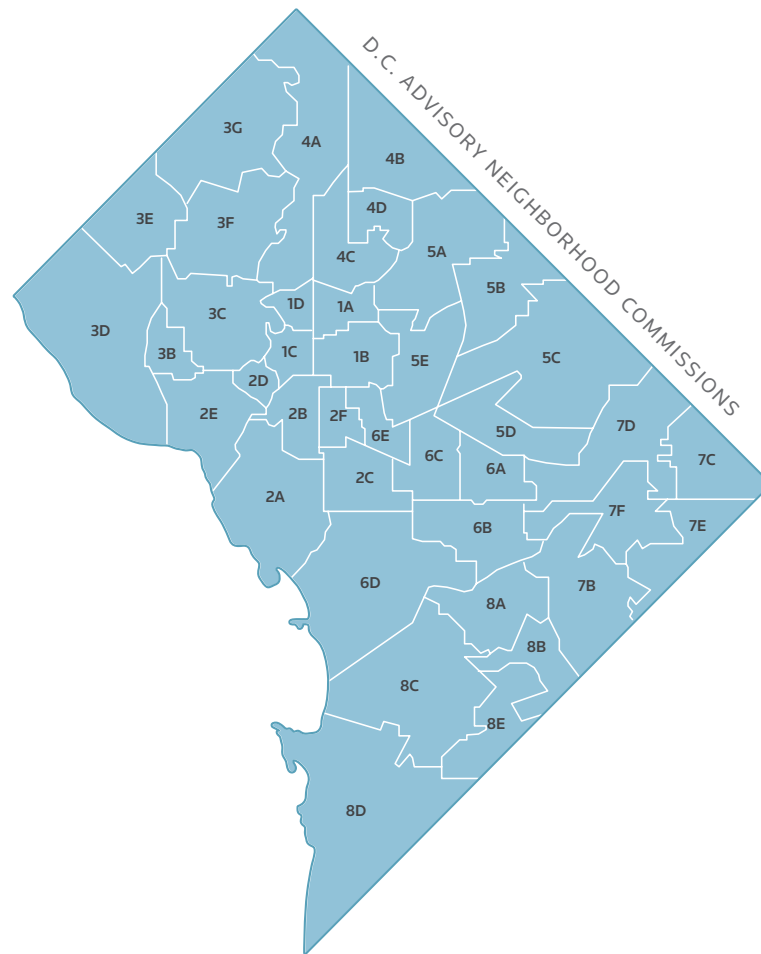 D.C. ADVISORY NEIGHBORHOOD COMMISSIONS
3G
4A
4B
3E
3F
4D
4C
5A
5B
3D
3C
1D
1A
3B
1C
1B
5E
5C
2D
2E
2B
2F
6E
5D
7D
6C
6A
7C
2C
2A
7F
6B
7E
6D
8A
7B
8B
8C
8E
8D